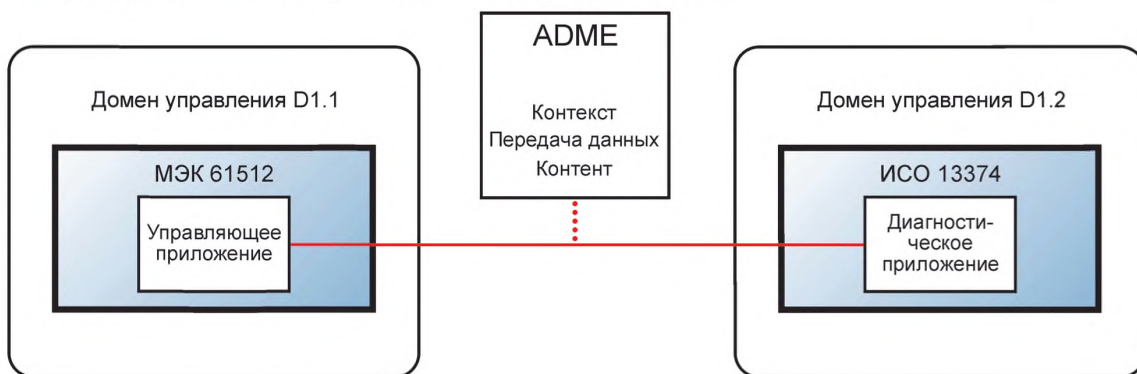 ADME
Контекст
Передача данных
Контент
Домен управления D1.1
МЭК 61512
Управляющее
приложение
Домен управления D1.2
ИСО 13374
Диагности-
ческое
приложение